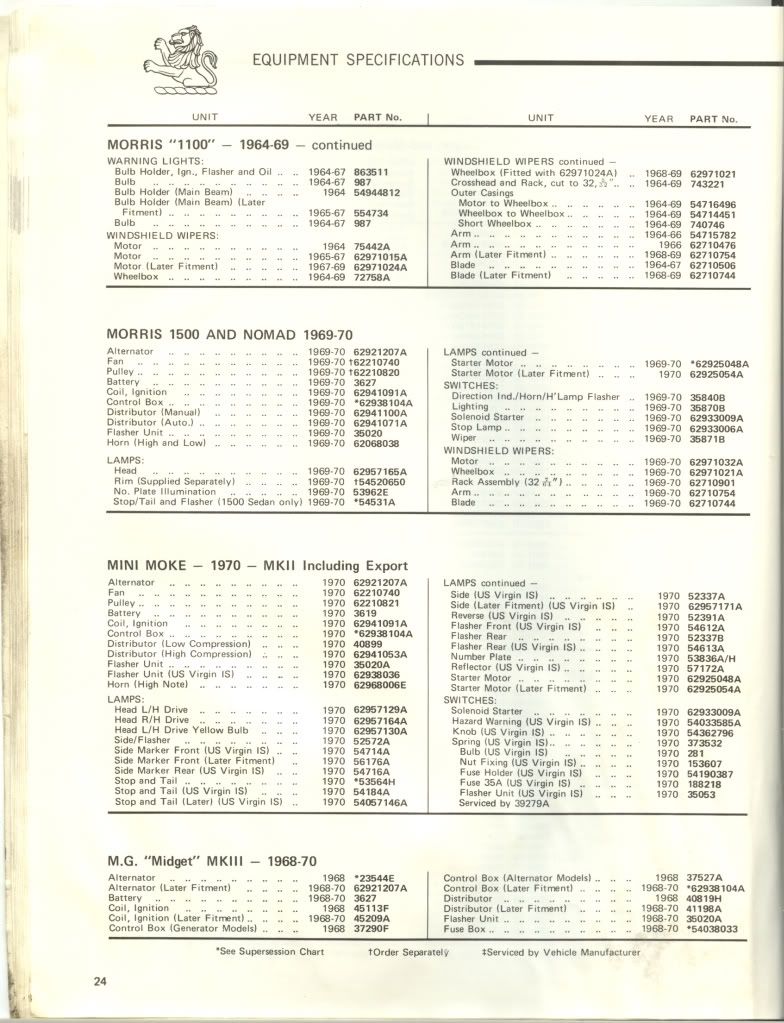 EQUIPMENT SPECIFICATIONS
UNIT YEAR PART No. UNIT YEAR PART No.
MORRIS "1100" — 1964-69 — continued
WARNING LIGHTS:
Bulb Holder, Ign., Flasher and Oil 1964-67 863511
Bulb 1964-67 987
Bulb Holder (Main Beam) 1964 54944812
Bulb Holder (Main Beam) (Later
Fitment) 1965-67 554734
Bulb 1964-67 987
WINDSHIELD WIPERS:
Motor 1964 75442A
Motor 1965-67 62971015A
Motor (Later Fitment) 1967-69 62971024A
Wheelbox 1964-69 72758A
WINDSHIELD WIPERS continued —
Wheelbox (Fitted with 62971024A) 1968-69 62971021
Crosshead and Rack, cut to 32 1964-69 743221
Outer Casings
Motor to Wheelbox 1964-69 54716496
Wheelbox to Wheelbox 1964-69 54714451
Short Wheelbox 1964-69 740746
Arm 1964-66 54715782
Arm 1966 62710476
Arm (Later Fitment) 1968-69 62710754
Blade 1964-67 62710506
Blade (Later Fitment) 1968-69 62710744
MORRIS 1500 AND NOMAD 1969-70
Alternator 1969-70 62921207A
Fan 1969-70 †62210740
Pulley 1969-70 †62210820
Battery 1969-70 3627
Coil, Ignition 1969-70 62941091A
Control Box 1969-70 *62938104A
Distributor (Manual) 1969-70 62941100A
Distributor (Auto.) 1969-70 62941071A
Flasher Unit 1969-70 35020
Horn (High and Low) 1969-70 62068038
LAMPS:
Head 1969-70 62957165A
Rim (Supplied Separately) 1969-70 †54520650
No. Plate Illumination 1969-70 53962E
Stop/Tail and Flasher (1500 Sedan only) 1969-70 *54531A
LAMPS continued —
Starter Motor 1969-70 *62925048A
Starter Motor (Later Fitment) 1970 62925054A
SWITCHES:
Direction Ind./Horn/H'Lamp Flasher 1969-70 35840B
Lighting 1969-70 35870B
Solenoid Starter 1969-70 62933009A
Stop Lamp 1969-70 62933006A
Wiper 1969-70 35871B
WINDSHIELD WIPERS:
Motor 1969-70 62971032A
Wheelbox 1969-70 62971021A
Rack Assembly (32 ") 1969-70 62710901
Arm 1969-70 62710754
Blade 1969-70 62710744
MINI MOKE — 1970 — MKII Including Export
Alternator 1970 62921207A
Fan 1970 62210740
Pulley 1970 62210821
Battery 1970 3619
Coil, Ignition 1970 62941091A
Control Box 1970 *62938104A
Distributor (Low Compression) 1970 40899
Distributor (High Compression) 1970 62941053A
Flasher Unit 1970 35020A
Flasher Unit (US Virgin IS) 1970 62938036
Horn (High Note) 1970 62968006E
LAMPS:
Head L/H Drive 1970 62957129A
Head R/H Drive 1970 62957164A
Head L/H Drive Yellow Bulb 1970 62957130A
Side/Flasher 1970 52572A
Side Marker Front (US Virgin IS) 1970 54714A
Side Marker Front (Later Fitment) 1970 56176A
Side Marker Rear (US Virgin IS) 1970 54716A
Stop and Tail 1970 *53564H
Stop and Tail (US Virgin IS) 1970 54184A
Stop and Tail (Later) (US Virgin IS) 1970 54057146A
LAMPS continued —
Side (US Virgin IS) 1970 52337A
Side (Later Fitment) (US Virgin IS) 1970 62957171A
Reverse (US Virgin IS) 1970 52391A
Flasher Front (US Virgin IS) 1970 54612A
Flasher Rear 1970 52337B
Flasher Rear (US Virgin IS) 1970 54613A
Number Plate 1970 53836A/H
Reflector (US Virgin IS) 1970 57172A
Starter Motor 1970 62925048A
Starter Motor (Later Fitment) 1970 62925054A
SWITCHES:
Solenoid Starter 1970 62933009A
Hazard Warning (US Virgin IS) 1970 54033585A
Knob (US Virgin IS) 1970 54362796
Spring (US Virgin IS) 1970 373532
Bulb (US Virgin IS) 1970 281
Nut Fixing (US Virgin IS) 1970 153607
Fuse Holder (US Virgin IS) 1970 54190387
Fuse 35A (US Virgin IS) 1970 188218
Flasher Unit (US Virgin IS) 1970 35053
Serviced by 39279A
M.G. "Midget" MKIII — 1968-70
Alternator 1968 *23544E
Alternator (Later Fitment) 1968-70 62921207A
Battery 1968-70 3627
Coil, Ignition 1968 45113F
Coil, Ignition (Later Fitment) 1968-70 45209A
Control Box (Generator Models) 1968 37290F
Control Box (Alternator Models) 1968 37527A
Control Box (Later Fitment) 1968-70 *62938104A
Distributor 1968 40819H
Distributor (Later Fitment) 1968-70 41198A
Flasher Unit 1968-70 35020A
Fuse Box 1968-70 *54038033
*See Supersession Chart †Order Separately ‡Serviced by Vehicle Manufacturer
24